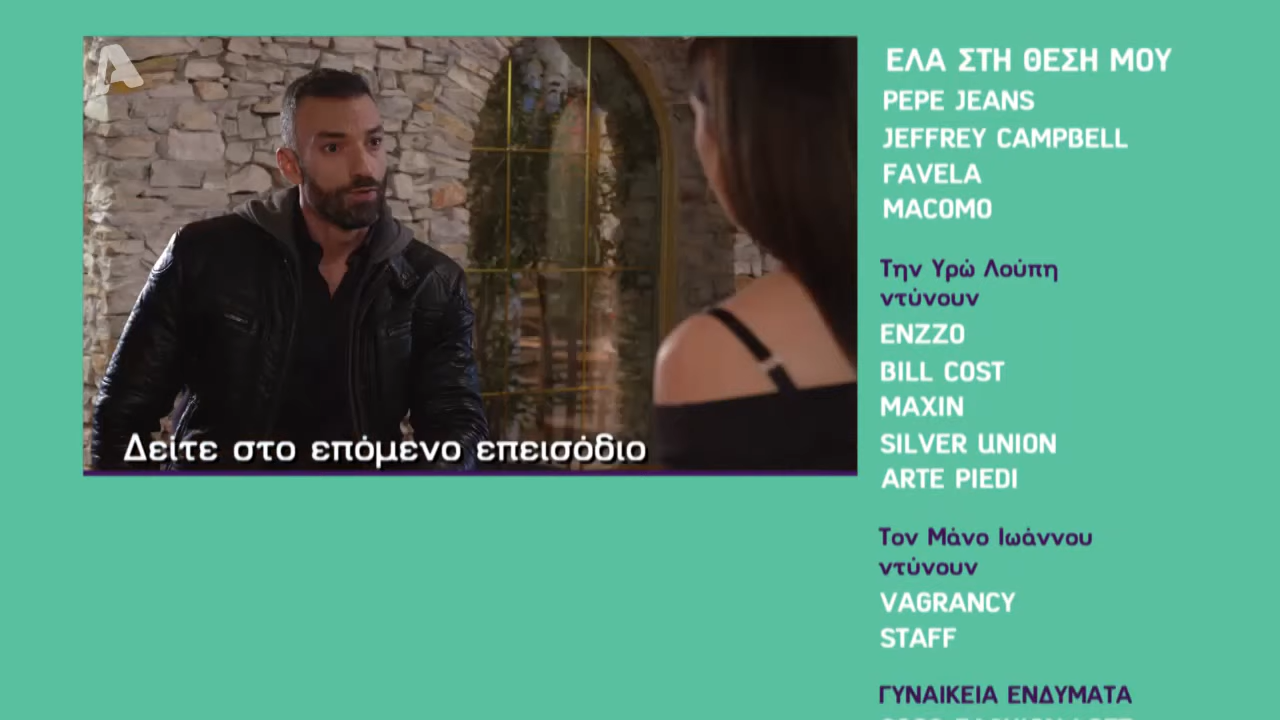 Δείτε στο επόμενο επεισόδιο
ΕΛΑ ΣΤΗ ΘΕΣΗ ΜΟΥ
PEPE JEANS
JEFFREY CAMPBELL
FAVELA
MACOMO
Την Υρώ Λούπη
ντύνουν
ENZZO
BILL COST
MAXIN
SILVER UNION
ARTE PIEDI
Τον Μάνο Ιωάννου
ντύνουν
VAGRANCY
STAFF
ΓΥΝΑΙΚΕΙΑ ΕΝΔΥΜΑΤΑ